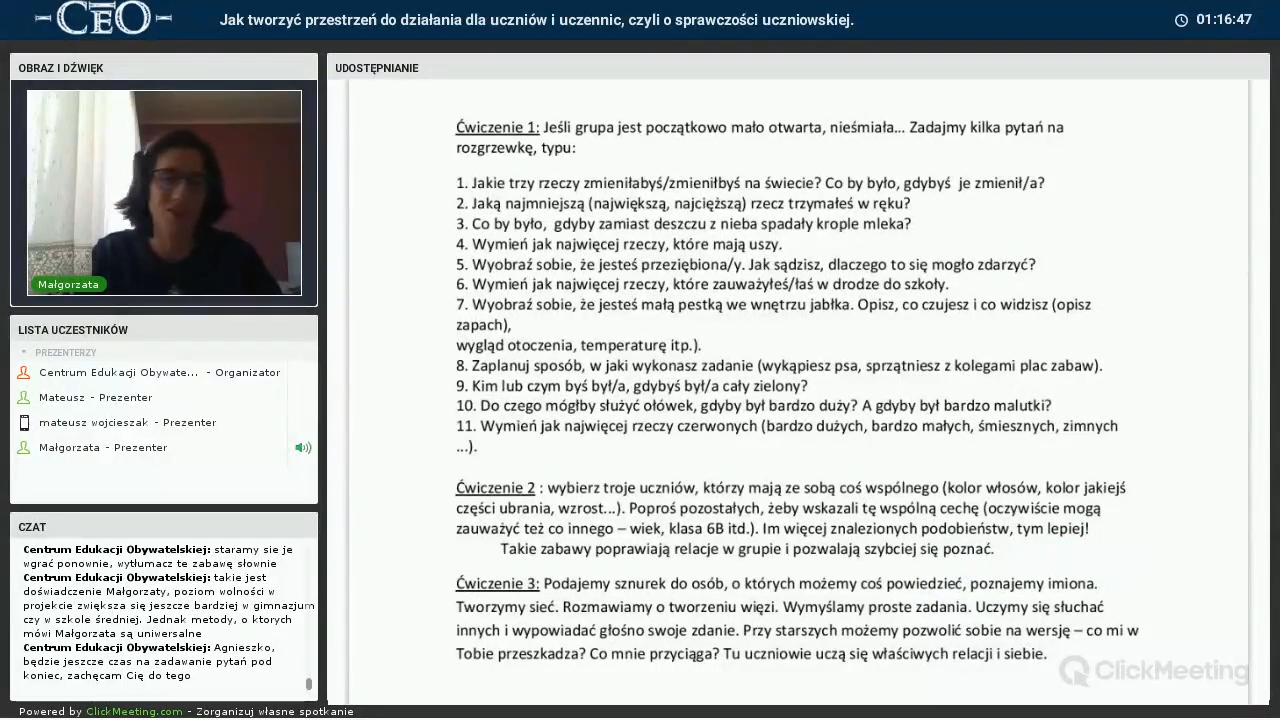 CEO
Jak tworzyć przestrzeń do działania dla uczniów i uczennic, czyli o sprawczości uczniowskiej.
01:16:47
OBRAZ I DŹWIĘK
Małgorzata
LISTA UCZESTNIKÓW
PREZENTERZY
Centrum Edukacji Obywate... - Organizator
Mateusz - Prezenter
mateusz wojcieszak - Prezenter
Małgorzata - Prezenter
CZAT
Centrum Edukacji Obywatelskiej: staramy sie je
wgrać ponownie, wytłumacz te zabawę słownie
Centrum Edukacji Obywatelskiej: takie jest
doświadczenie Małgorzaty, poziom wolności w
projekcie zwiększa się jeszcze bardziej w gimnazjum
czy w szkole średniej. Jednak metody, o ktorych
mówi Małgorzata są uniwersalne
Centrum Edukacji Obywatelskiej: Agnieszko,
będzie jeszcze czas na zadawanie pytań pod
koniec, zachęcam Cię do tego
UDOSTĘPNIANIE
Ćwiczenie 1: Jeśli grupa jest początkowo mało otwarta, nieśmiała... Zadajmy kilka pytań na
rozgrzewkę, typu:
1. Jakie trzy rzeczy zmieniłabyś/zmieniłbyś na świecie? Co by było, gdybyś je zmienił/a?
2. Jaką najmniejszą (największą, najcięższą) rzecz trzymałeś w ręku?
3. Co by było, gdyby zamiast deszczu z nieba spadały krople mleka?
4. Wymień jak najwięcej rzeczy, które mają uszy.
5. Wyobraź sobie, że jesteś przeziębiona/y. Jak sądzisz, dlaczego to się mogło zdarzyć?
6. Wymień jak najwięcej rzeczy, które zauważyłeś/łaś w drodze do szkoły.
7. Wyobraź sobie, że jesteś małą pestką we wnętrzu jabłka. Opisz, co czujesz i co widzisz (opisz
zapach),
wygląd otoczenia, temperaturę itp.).
8. Zaplanuj sposób, w jaki wykonasz zadanie (wykąpiesz psa, sprzątniesz z kolegami plac zabaw).
9. Kim lub czym byś był/a, gdybyś był/a cały zielony?
10. Do czego mógłby służyć ołówek, gdyby był bardzo duży? A gdyby był bardzo malutki?
11. Wymień jak najwięcej rzeczy czerwonych (bardzo dużych, bardzo małych, śmiesznych, zimnych
...).
Ćwiczenie 2 : wybierz troje uczniów, którzy mają ze sobą coś wspólnego (kolor włosów, kolor jakiejś
części ubrania, wzrost...). Poproś pozostałych, żeby wskazali tę wspólną cechę (oczywiście mogą
zauważyć też co innego – wiek, klasa 6B itd.). Im więcej znalezionych podobieństw, tym lepiej!
Takie zabawy poprawiają relacje w grupie i pozwalają szybciej się poznać.
Ćwiczenie 3: Podajemy sznurek do osób, o których możemy coś powiedzieć, poznajemy imiona.
Tworzymy sieć. Rozmawiamy o tworzeniu więzi. Wymyślamy proste zadania. Uczymy się słuchać
innych i wypowiadać głośno swoje zdanie. Przy starszych możemy pozwolić sobie na wersję – co mi w
Tobie przeszkadza? Co mnie przyciąga? Tu uczniowie uczą się właściwych relacji i siebie.
ClickMeeting
Powered by ClickMeeting.com - Zorganizuj własne spotkanie